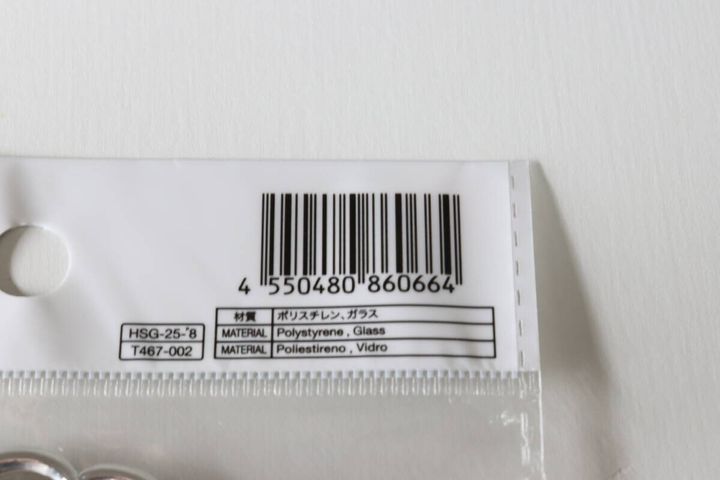 4 550480 860664
材質 ポリスチレン、ガラス
MATERIAL Polystyrene , Glass
MATERIAL Poliestireno , Vidro
HSG-25-'8
T467-002